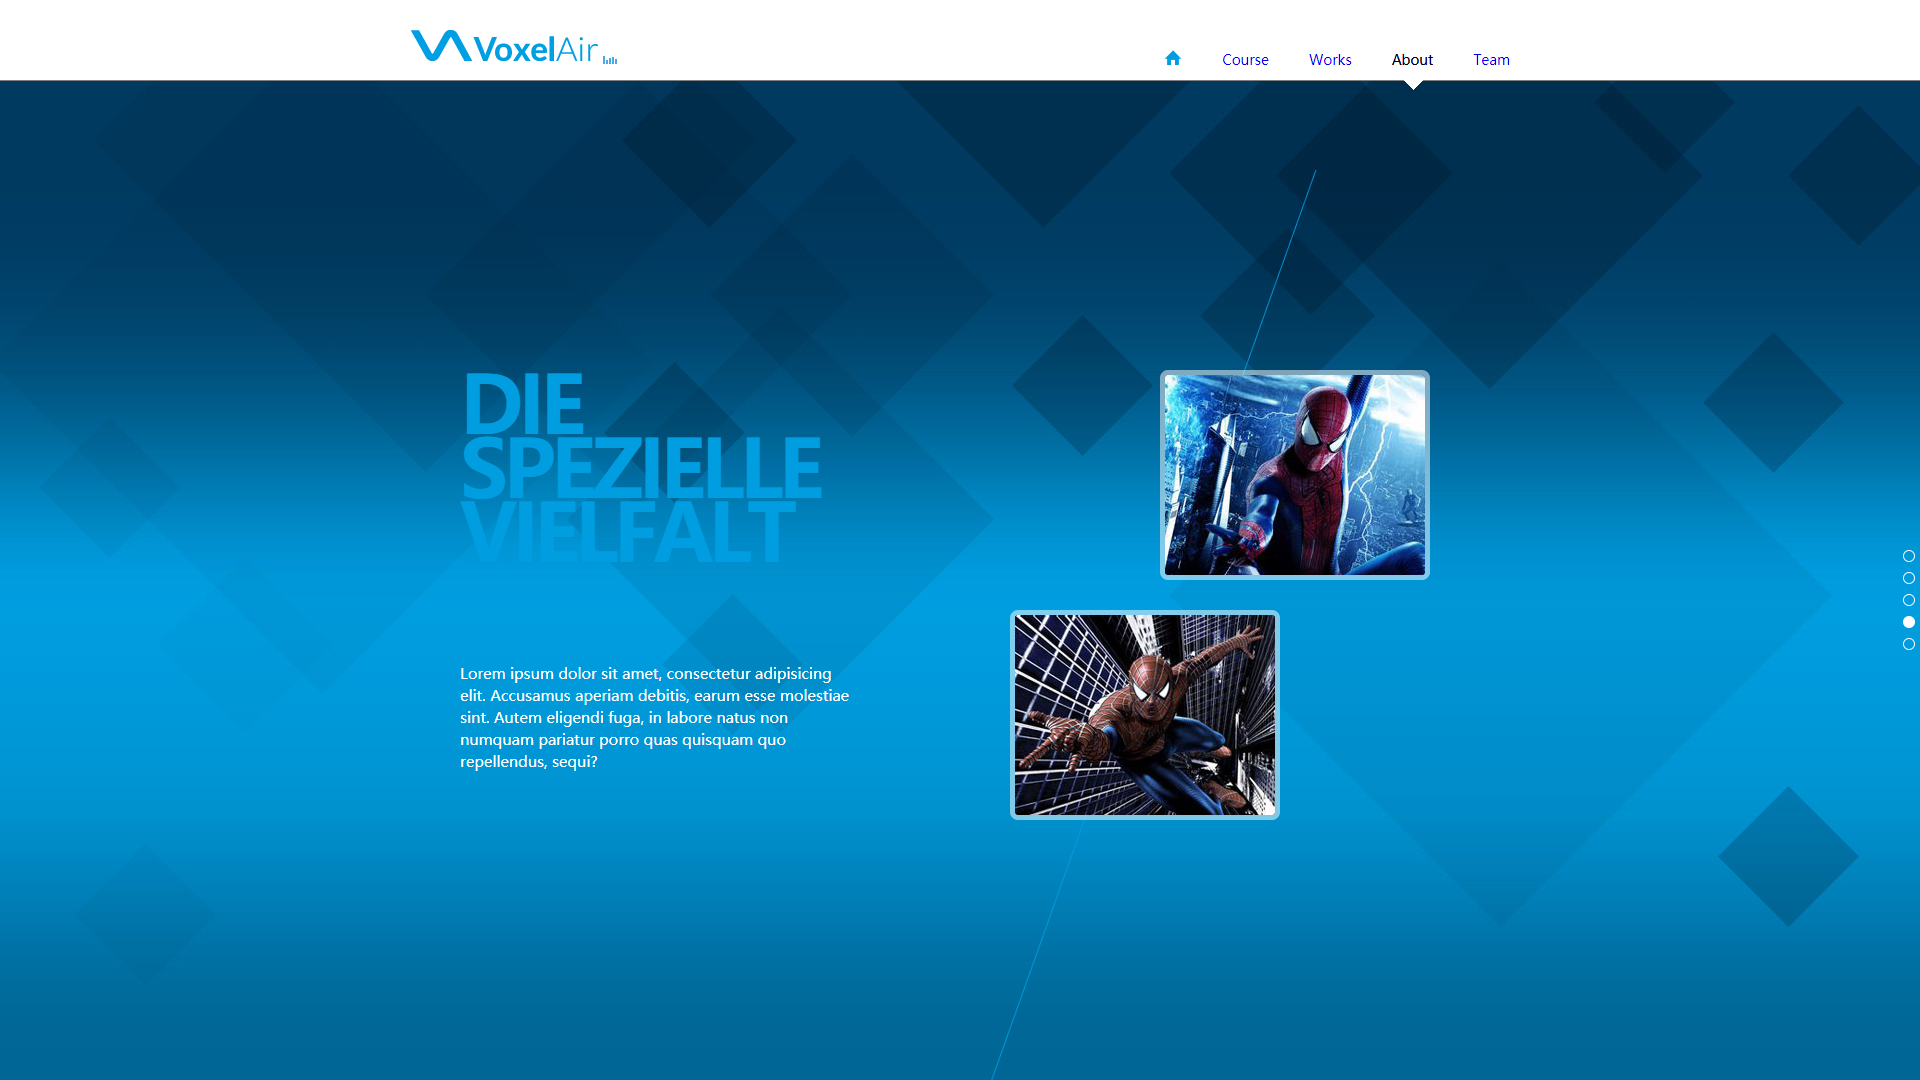 VoxelAir
Course
Works
About
Team
DIE
SPEZIELLE
VIELFALT
Lorem ipsum dolor sit amet, consectetur adipisicing
elit. Accusamus aperiam debitis, earum esse molestiae
sint. Autem eligendi fuga, in labore natus non
numquam pariatur porro quas quisquam quo
repellendus, sequi?